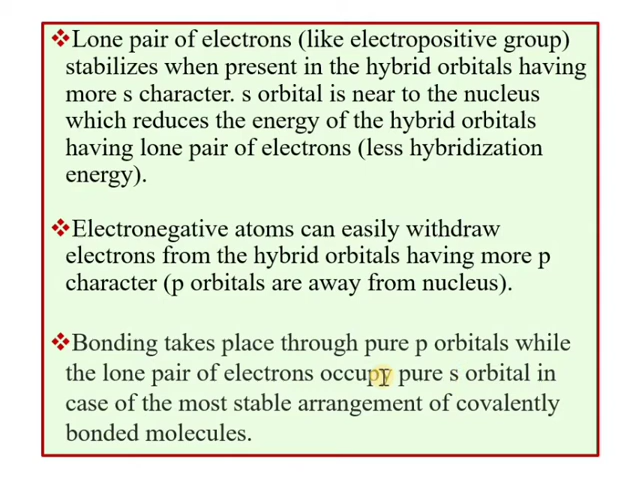 ❖Lone pair of electrons (like electropositive group)
stabilizes when present in the hybrid orbitals having
more s character. s orbital is near to the nucleus
which reduces the energy of the hybrid orbitals
having lone pair of electrons (less hybridization
energy).
❖Electronegative atoms can easily withdraw
electrons from the hybrid orbitals having more p
character (p orbitals are away from nucleus).
❖Bonding takes place through pure p orbitals while
the lone pair of electrons occupy pure s orbital in
case of the most stable arrangement of covalently
bonded molecules.